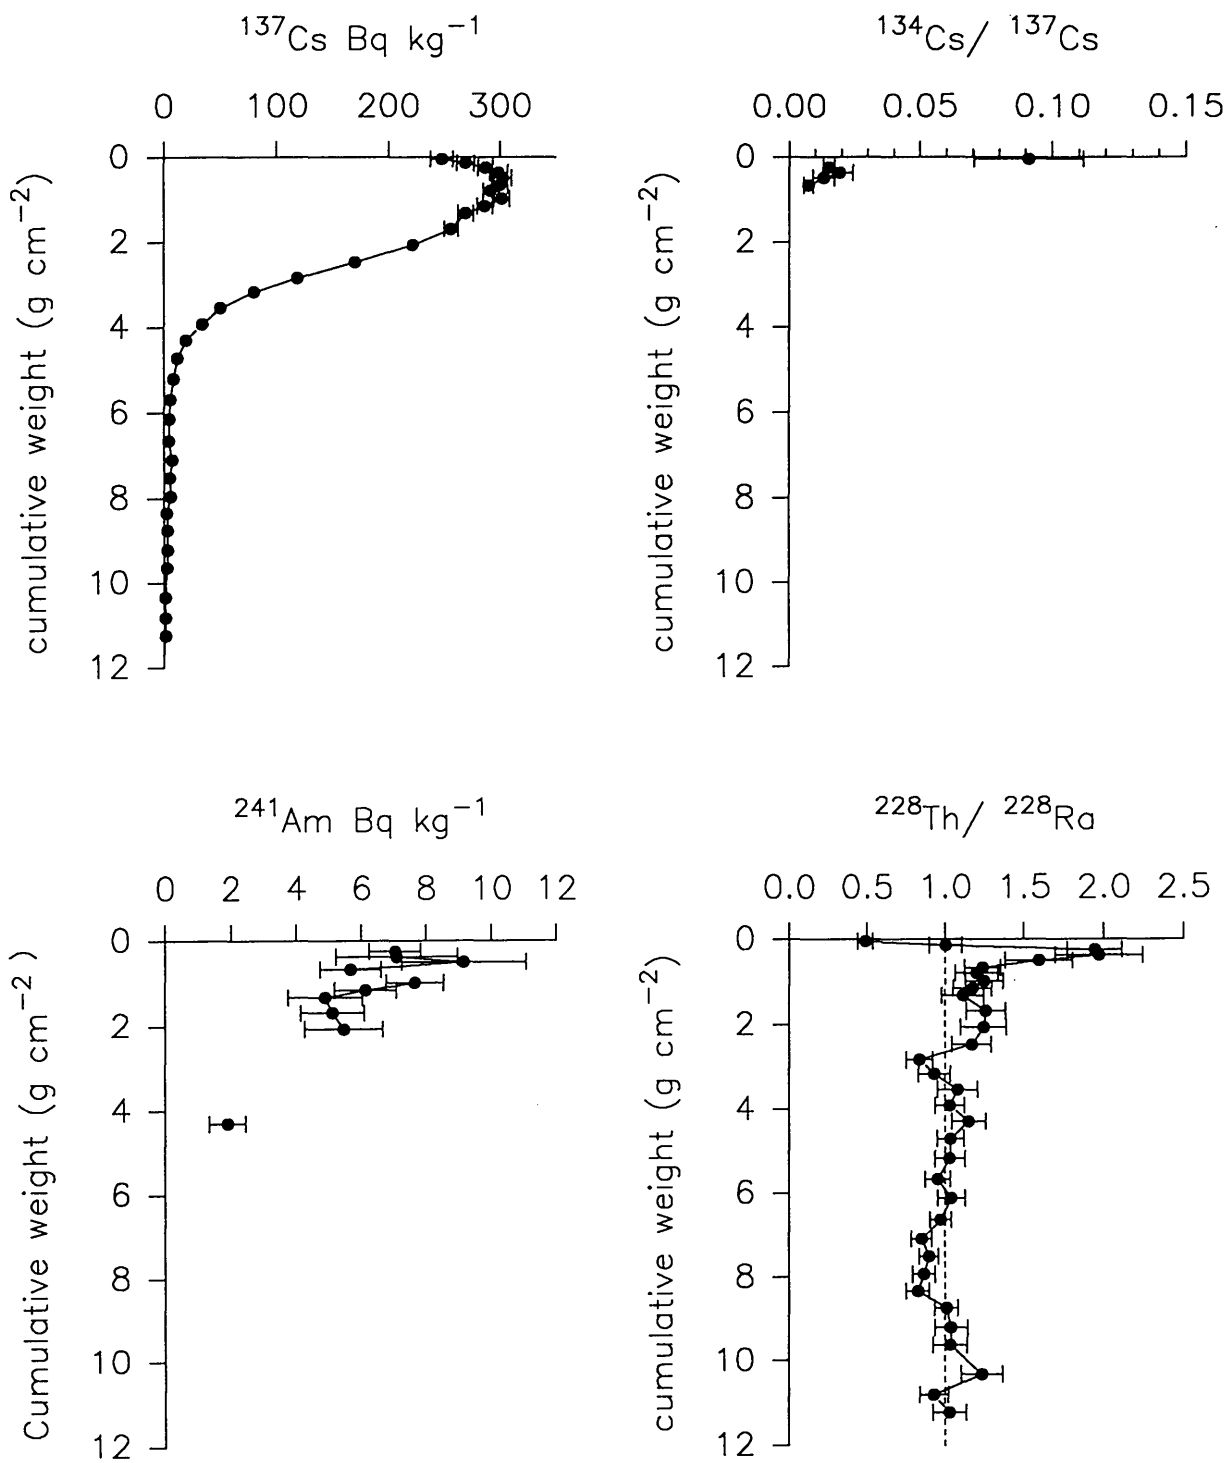 ¹³⁷Cs Bq kg⁻¹
0 100 200 300
0
2
4
6
8
10
12
cumulative weight (g cm⁻²)
¹³⁴Cs/ ¹³⁷Cs
0.00 0.05 0.10 0.15
0
2
4
6
8
10
12
cumulative weight (g cm⁻²)
²⁴¹Am Bq kg⁻¹
0 2 4 6 8 10 12
0
2
4
6
8
10
12
Cumulative weight (g cm⁻²)
²²⁸Th/ ²²⁸Ra
0.0 0.5 1.0 1.5 2.0 2.5
0
2
4
6
8
10
12
cumulative weight (g cm⁻²)